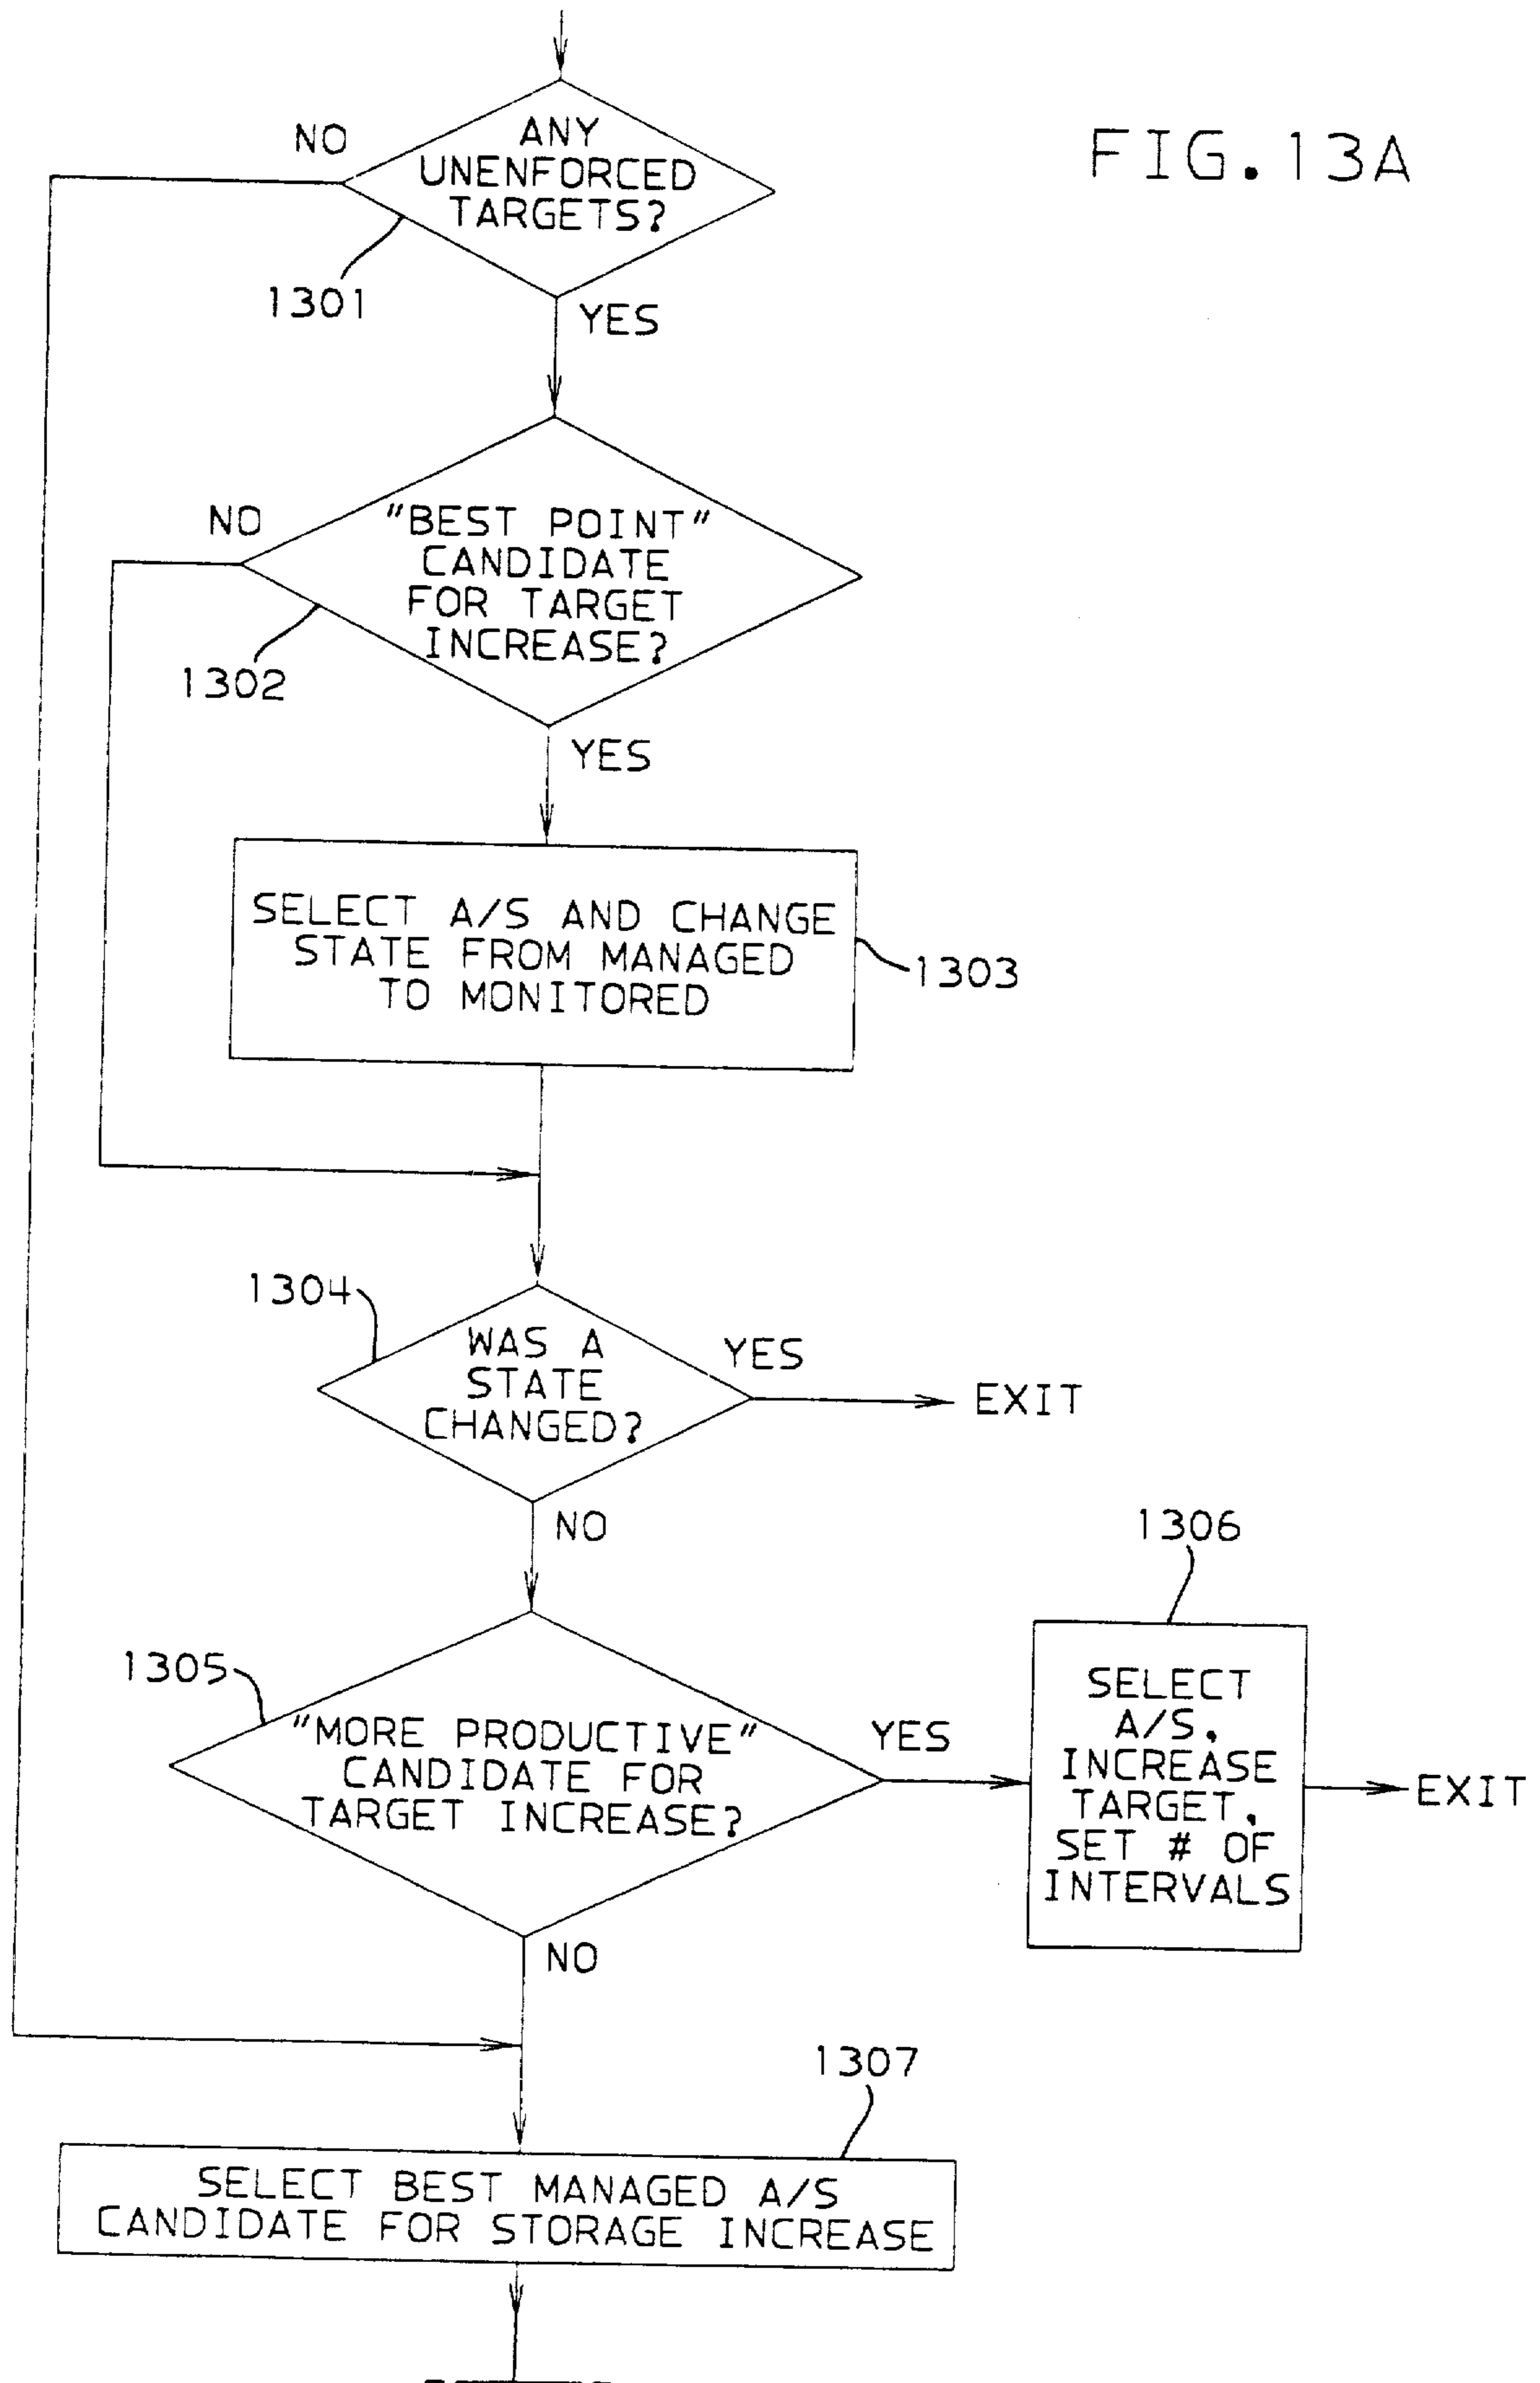 FIG.13A
NO
ANY
UNENFORCED
TARGETS?
1301
YES
NO
"BEST POINT"
CANDIDATE
FOR TARGET
INCREASE?
1302
YES
SELECT A/S AND CHANGE
STATE FROM MANAGED
TO MONITORED
1303
1304
WAS A
STATE
CHANGED?
YES
EXIT
NO
1305
"MORE PRODUCTIVE"
CANDIDATE FOR
TARGET INCREASE?
YES
1306
SELECT
A/S,
INCREASE
TARGET,
SET # OF
INTERVALS
EXIT
NO
1307
SELECT BEST MANAGED A/S
CANDIDATE FOR STORAGE INCREASE